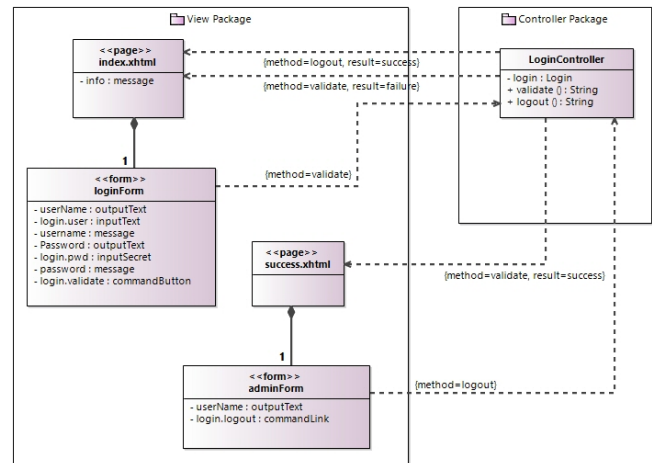 View Package
Controller Package
<<page>>
index.xhtml
- info : message
{method=logout, result=success}
{method=validate, result=failure}
LoginController
- login : Login
+ validate () : String
+ logout () : String
1
<<form>>
loginForm
- userName : outputText
- login.user : inputText
- username : message
- Password : outputText
- login.pwd : inputSecret
- password : message
- login.validate : commandButton
{method=validate}
<<page>>
success.xhtml
{method=validate, result=success}
1
<<form>>
adminForm
- userName : outputText
- login.logout : commandLink
{method=logout}